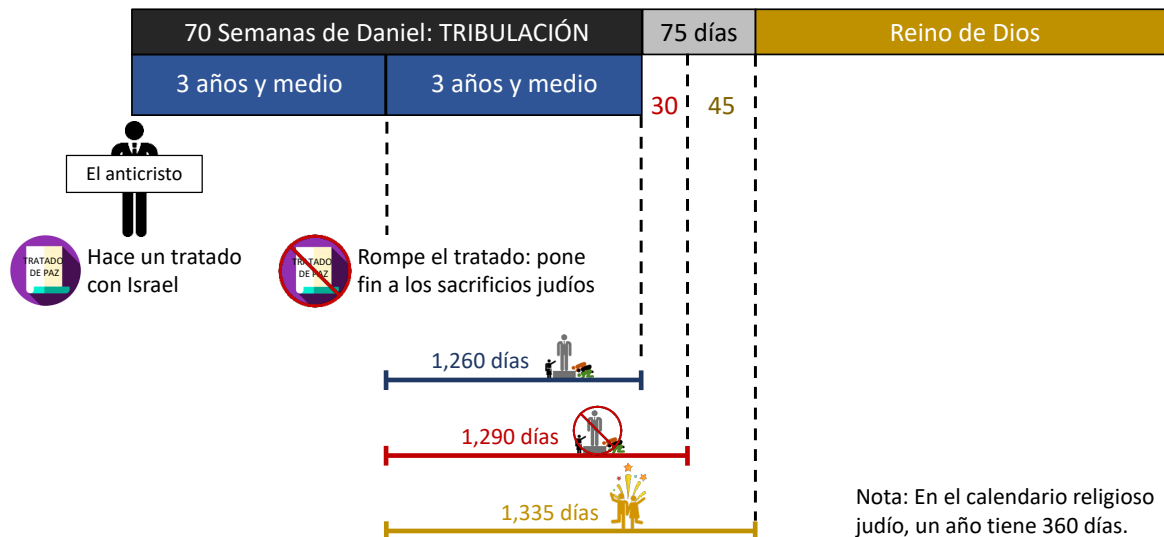 70 Semanas de Daniel: TRIBULACIÓN
75 días
Reino de Dios
3 años y medio
3 años y medio
30
45
El anticristo
TRATADO
DE PAZ
Hace un tratado
con Israel
TRATADO
DE PAZ
Rompe el tratado: pone
fin a los sacrificios judíos
1,260 días
1,290 días
1,335 días
Nota: En el calendario religioso
judío, un año tiene 360 días.